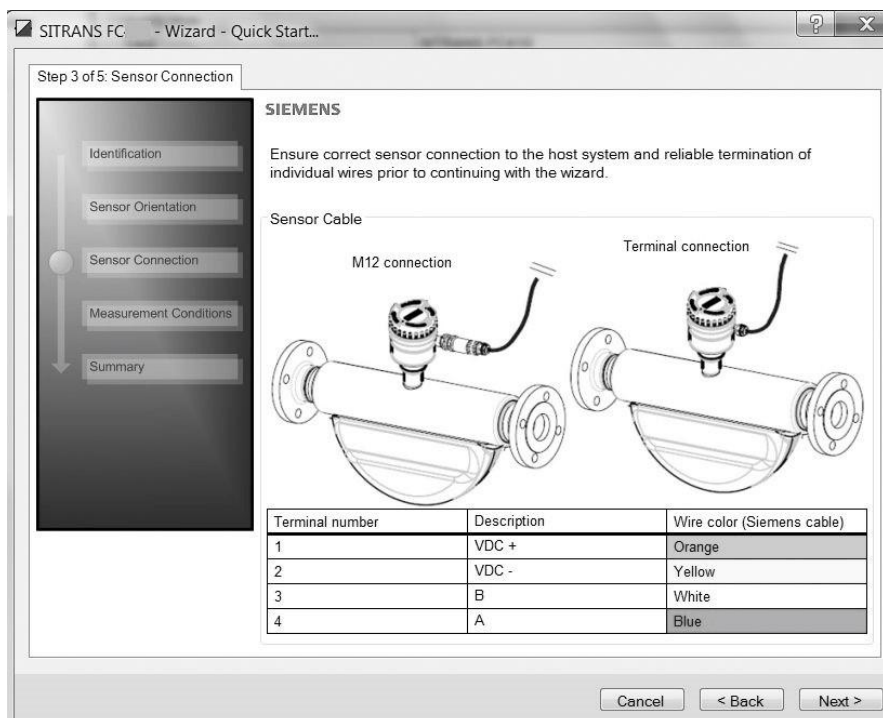 SITRANS FC - Wizard - Quick Start...
Step 3 of 5: Sensor Connection
Identification
Sensor Orientation
Sensor Connection
Measurement Conditions
Summary
SIEMENS
Ensure correct sensor connection to the host system and reliable termination of
individual wires prior to continuing with the wizard.
Sensor Cable
M12 connection
Terminal connection
Terminal number Description Wire color (Siemens cable)
1 VDC + Orange
2 VDC - Yellow
3 B White
4 A Blue
Cancel < Back Next >